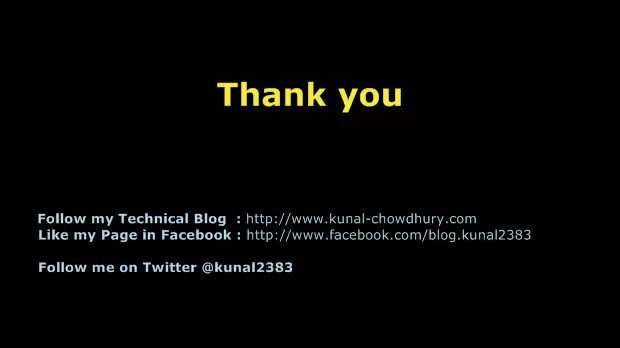 Thank you
Follow my Technical Blog : http://www.kunal-chowdhury.com
Like my Page in Facebook : http://www.facebook.com/blog.kunal2383
Follow me on Twitter @kunal2383